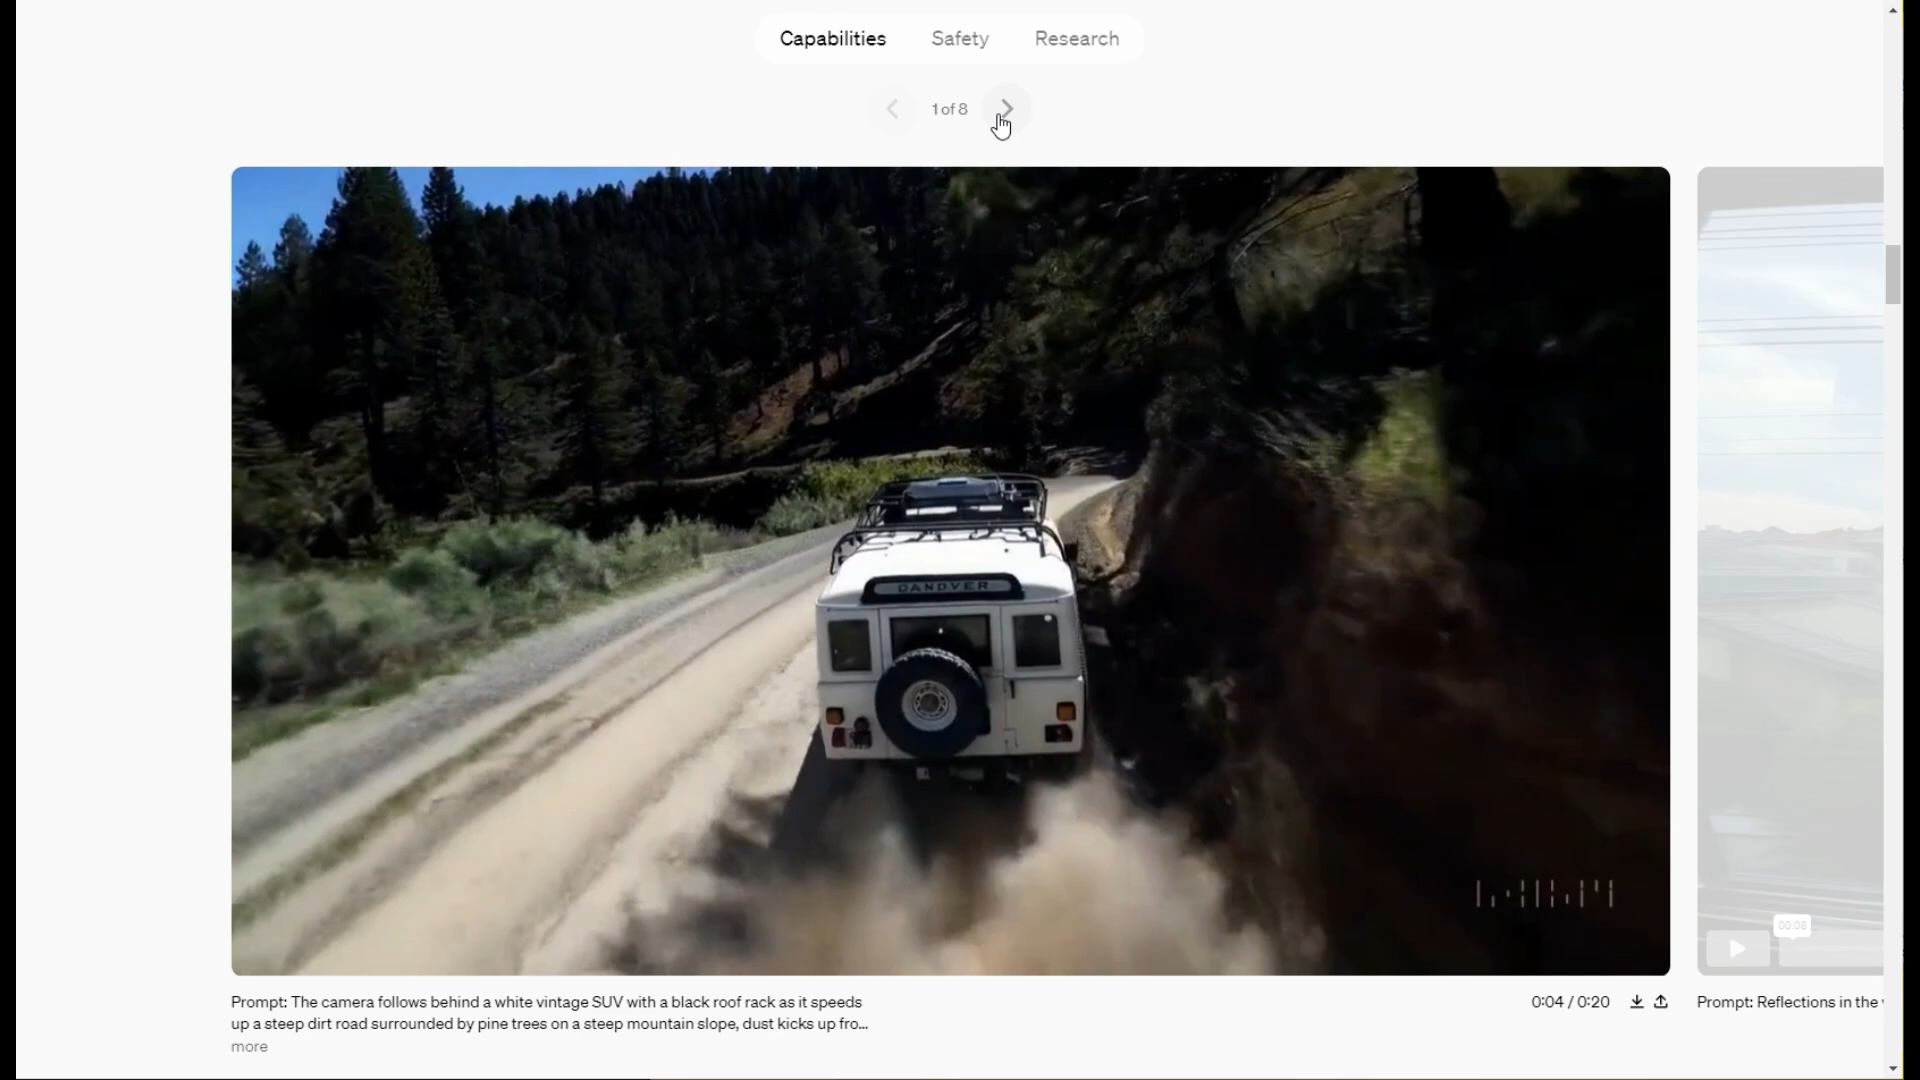 Capabilities Safety Research
1 of 8
DANOVER
00:08
Prompt: The camera follows behind a white vintage SUV with a black roof rack as it speeds
up a steep dirt road surrounded by pine trees on a steep mountain slope, dust kicks up fro...
more
0:04 / 0:20
Prompt: Reflections in the